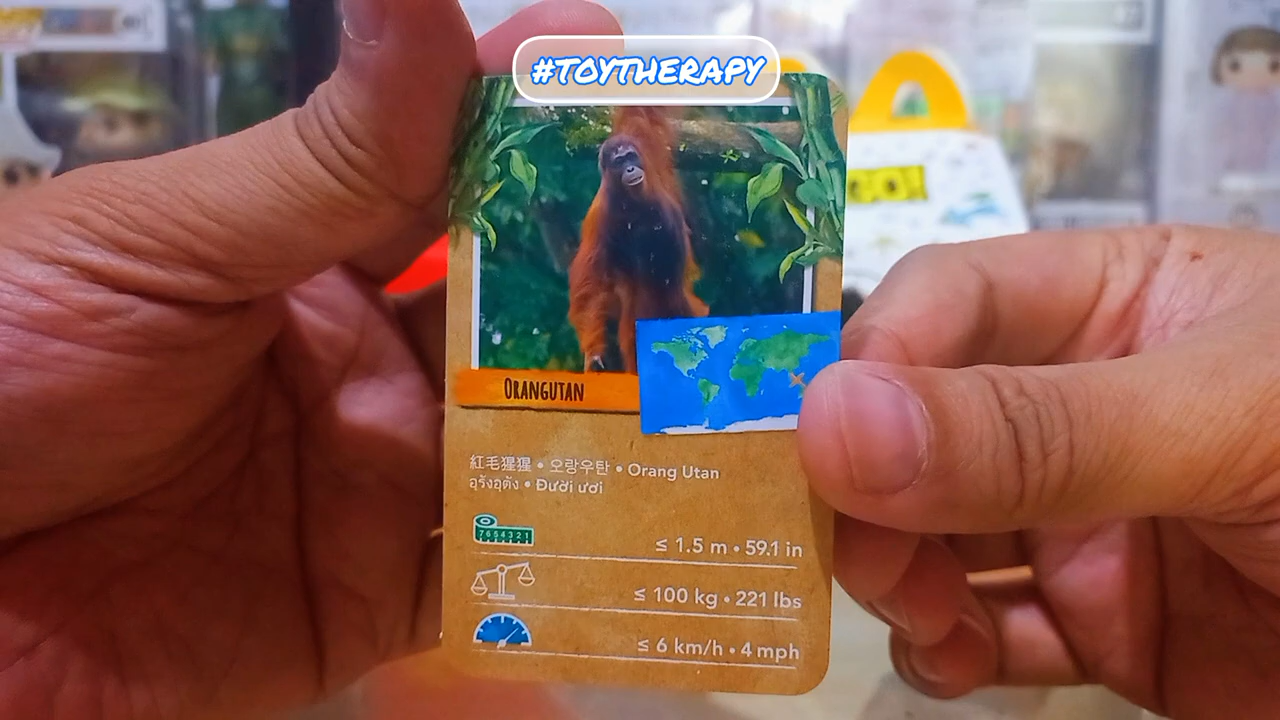 #TOYTHERAPY
GO!!
ORANGUTAN
紅毛猩猩 • 오랑우탄 • Orang Utan
อุรังอุตัง • Đười ươi
7654321
≤ 1.5 m • 59.1 in
≤ 100 kg • 221 lbs
≤ 6 km/h • 4 mph